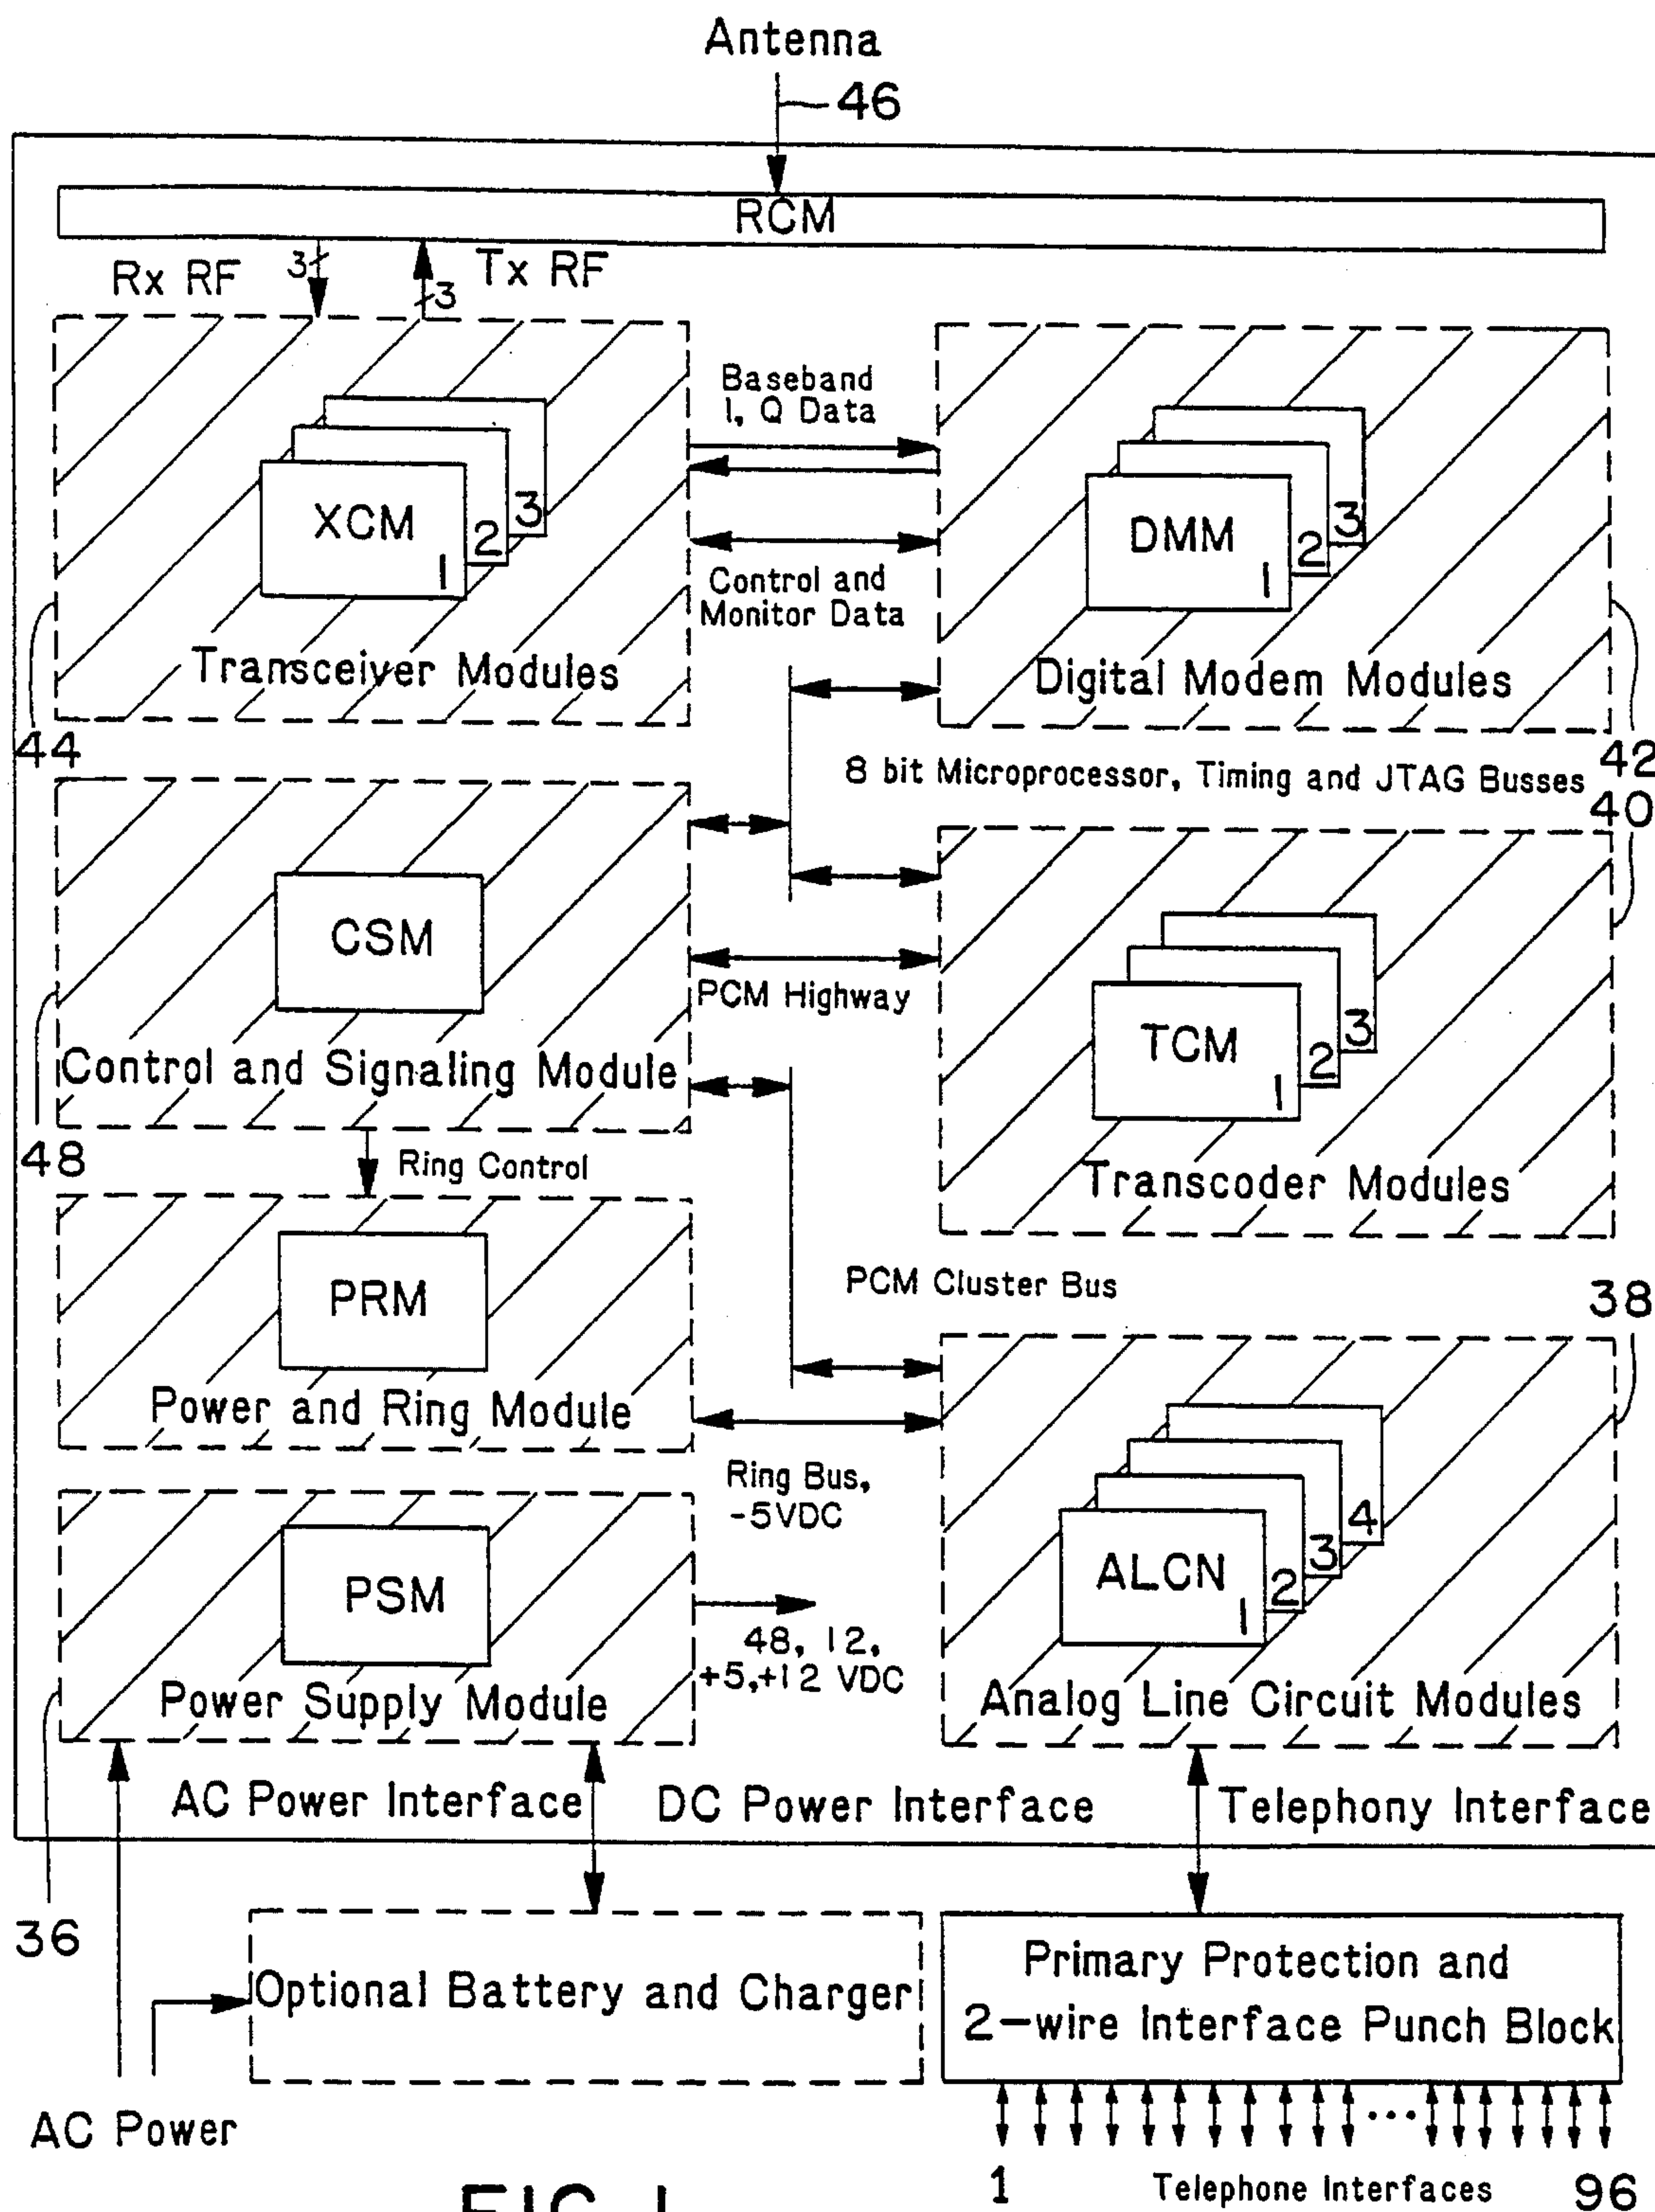 Antenna
46
RCM
Rx RF
3
Tx RF
3
Baseband
I, Q Data
XCM
1
2
3
DMM
1
2
3
Control and
Monitor Data
Transceiver Modules
Digital Modem Modules
44
42
8 bit Microprocessor, Timing and JTAG Busses
40
CSM
PCM Highway
TCM
1
2
3
Control and Signaling Module
48
Ring Control
Transcoder Modules
PRM
PCM Cluster Bus
38
Power and Ring Module
Ring Bus,
-5VDC
ALCN
1
2
3
4
PSM
48, 12,
+5,+12 VDC
Power Supply Module
Analog Line Circuit Modules
AC Power Interface
DC Power Interface
Telephony Interface
36
Optional Battery and Charger
Primary Protection and
2-wire Interface Punch Block
...
AC Power
1
Telephone Interfaces
96
FIG. 1